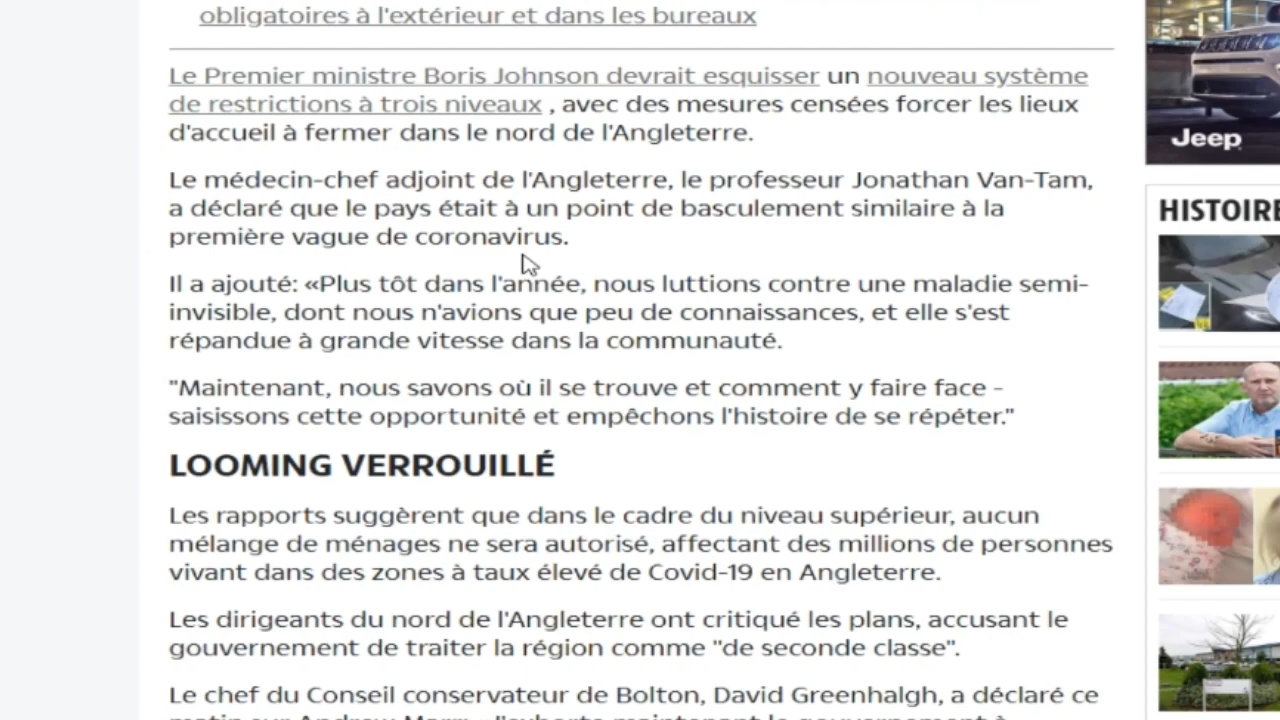 obligatoires à l'extérieur et dans les bureaux
Le Premier ministre Boris Johnson devrait esquisser un nouveau système
de restrictions à trois niveaux , avec des mesures censées forcer les lieux
d'accueil à fermer dans le nord de l'Angleterre.
Le médecin-chef adjoint de l'Angleterre, le professeur Jonathan Van-Tam,
a déclaré que le pays était à un point de basculement similaire à la
première vague de coronavirus.
Il a ajouté: «Plus tôt dans l'année, nous luttions contre une maladie semi-
invisible, dont nous n'avions que peu de connaissances, et elle s'est
répandue à grande vitesse dans la communauté.
"Maintenant, nous savons où il se trouve et comment y faire face -
saisissons cette opportunité et empêchons l'histoire de se répéter."
LOOMING VERROUILLÉ
Les rapports suggèrent que dans le cadre du niveau supérieur, aucun
mélange de ménages ne sera autorisé, affectant des millions de personnes
vivant dans des zones à taux élevé de Covid-19 en Angleterre.
Les dirigeants du nord de l'Angleterre ont critiqué les plans, accusant le
gouvernement de traiter la région comme "de seconde classe".
Le chef du Conseil conservateur de Bolton, David Greenhalgh, a déclaré ce
Jeep
HISTOIRE